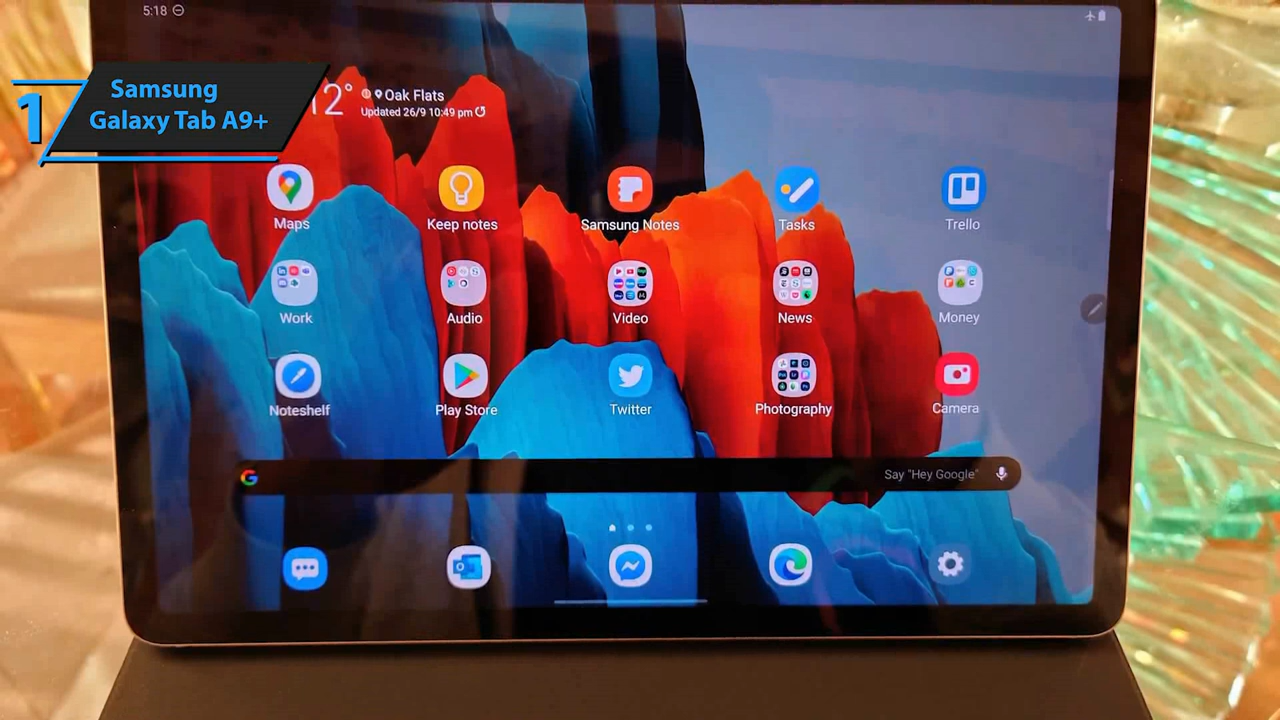 5:18
1
Samsung
Galaxy Tab A9+
12°
Oak Flats
Updated 26/9 10:49 pm
Maps
Keep notes
Samsung Notes
Tasks
Trello
Work
Audio
Video
News
Money
Noteshelf
Play Store
Twitter
Photography
Camera
G
Say "Hey Google"